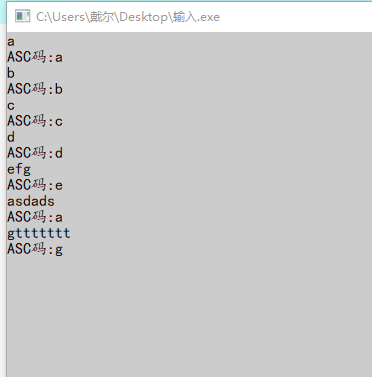 C:\Users\戴尔\Desktop\输入.exe
a
ASC码:a
b
ASC码:b
c
ASC码:c
d
ASC码:d
efg
ASC码:e
asdads
ASC码:a
gttttttt
ASC码:g